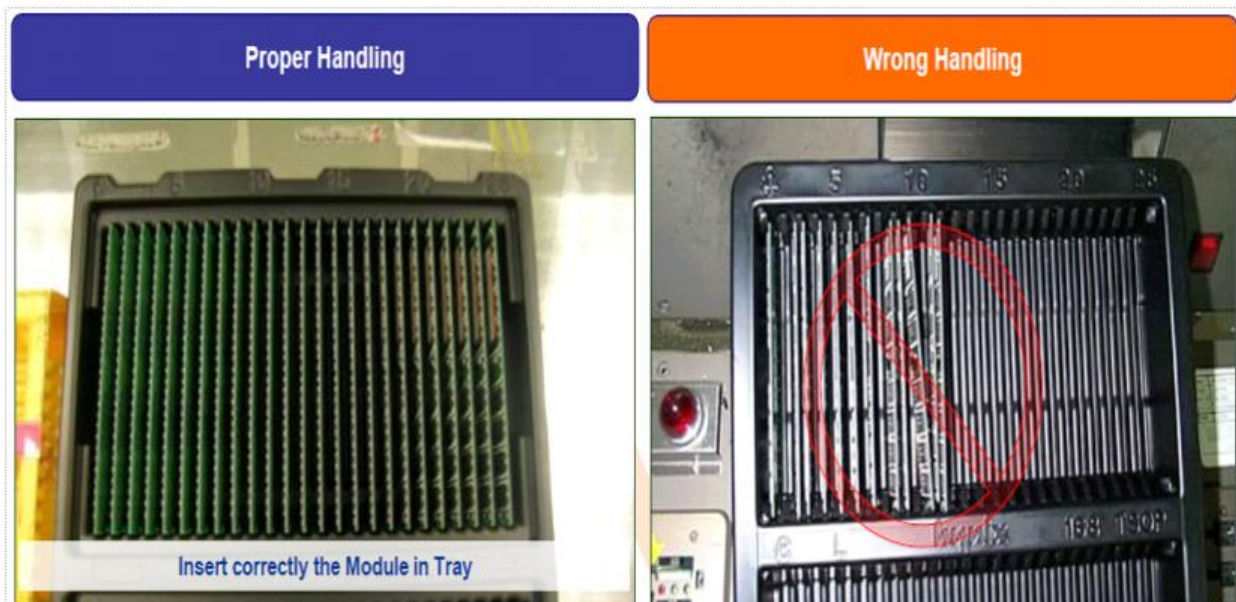 Proper Handling
Wrong Handling
5 10 15 20 25
5 10 15 20 25
Insert correctly the Module in Tray
L
168 TSOP